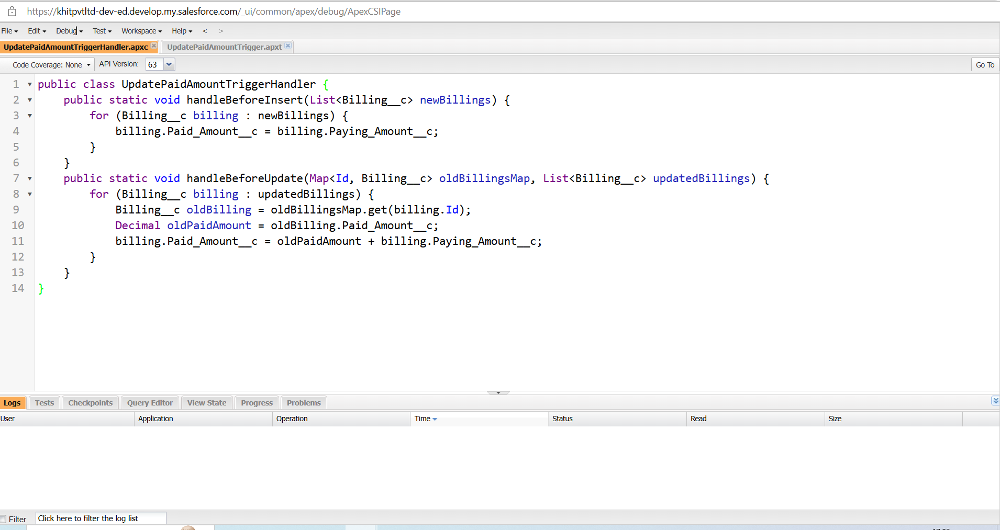 https://khitpvtltd-dev-ed.develop.my.salesforce.com/_ui/common/apex/debug/ApexCSIPage
File Edit Debug Test Workspace Help < >
UpdatePaidAmountTriggerHandler.apxc UpdatePaidAmountTrigger.apxt
Code Coverage: None API Version: 63 Go To
1 public class UpdatePaidAmountTriggerHandler {
2 public static void handleBeforeInsert(List<Billing__c> newBillings) {
3 for (Billing__c billing : newBillings) {
4 billing.Paid_Amount__c = billing.Paying_Amount__c;
5 }
6 }
7 public static void handleBeforeUpdate(Map<Id, Billing__c> oldBillingsMap, List<Billing__c> updatedBillings) {
8 for (Billing__c billing : updatedBillings) {
9 Billing__c oldBilling = oldBillingsMap.get(billing.Id);
10 Decimal oldPaidAmount = oldBilling.Paid_Amount__c;
11 billing.Paid_Amount__c = oldPaidAmount + billing.Paying_Amount__c;
12 }
13 }
14 }
Logs Tests Checkpoints Query Editor View State Progress Problems
User Application Operation Time Status Read Size
Filter Click here to filter the log list